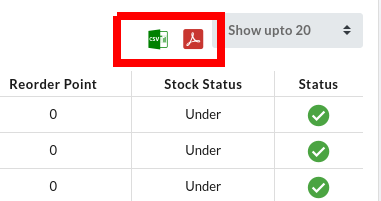 CSV
Show upto 20
Reorder Point Stock Status Status
0 Under
0 Under
0 Under